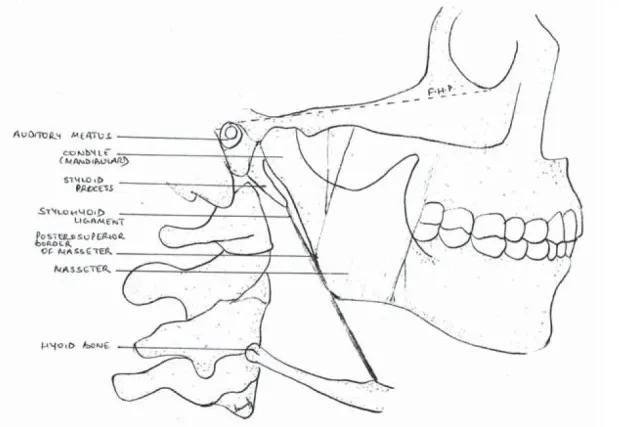 F.H.P.
AUDITORY MEATUS
CONDYLE
(MANDIBULAR)
STYLOID
PROCESS
STYLOHYOID
LIGAMENT
POSTEROSUPERIOR
BORDER
OF MASSETER
MASSETER
HYOID BONE